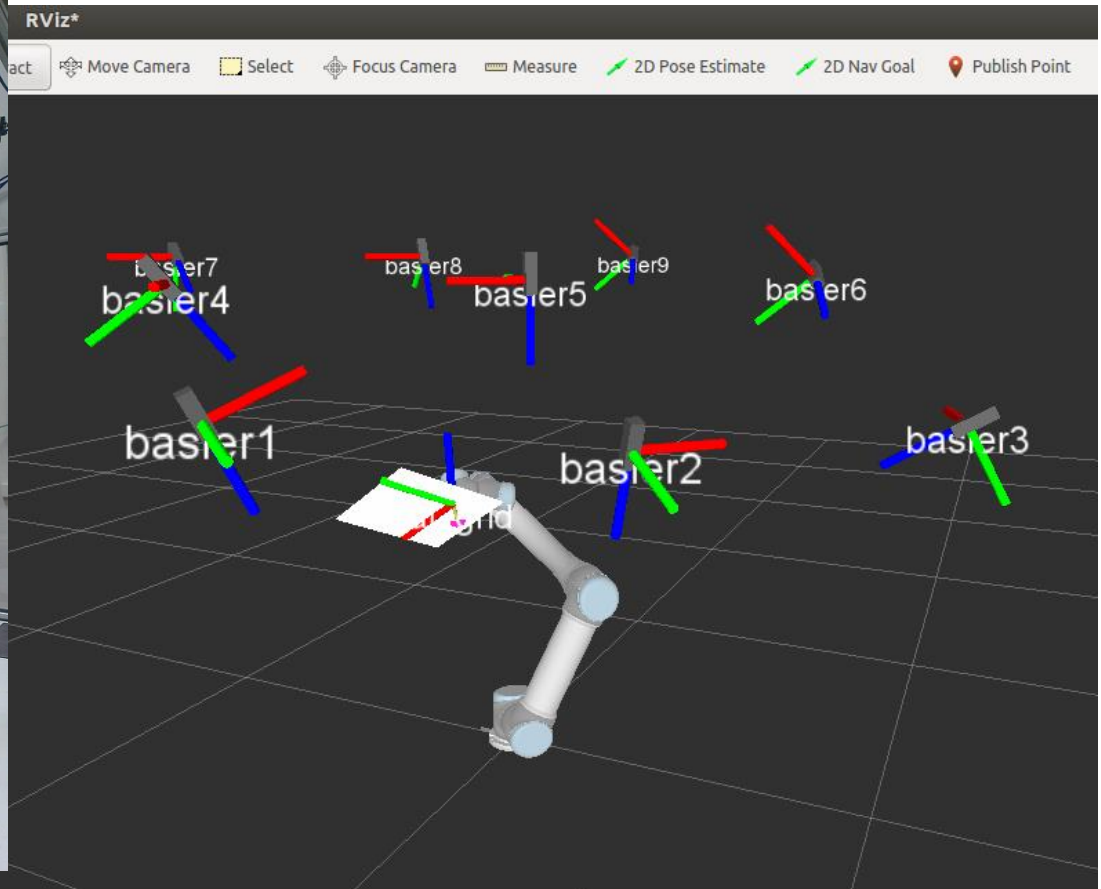 RViz*
act Move Camera Select Focus Camera Measure 2D Pose Estimate 2D Nav Goal Publish Point
basler7 basler8 basler9
basler4 basler5 basler6
basler1 basler2 basler3
grid